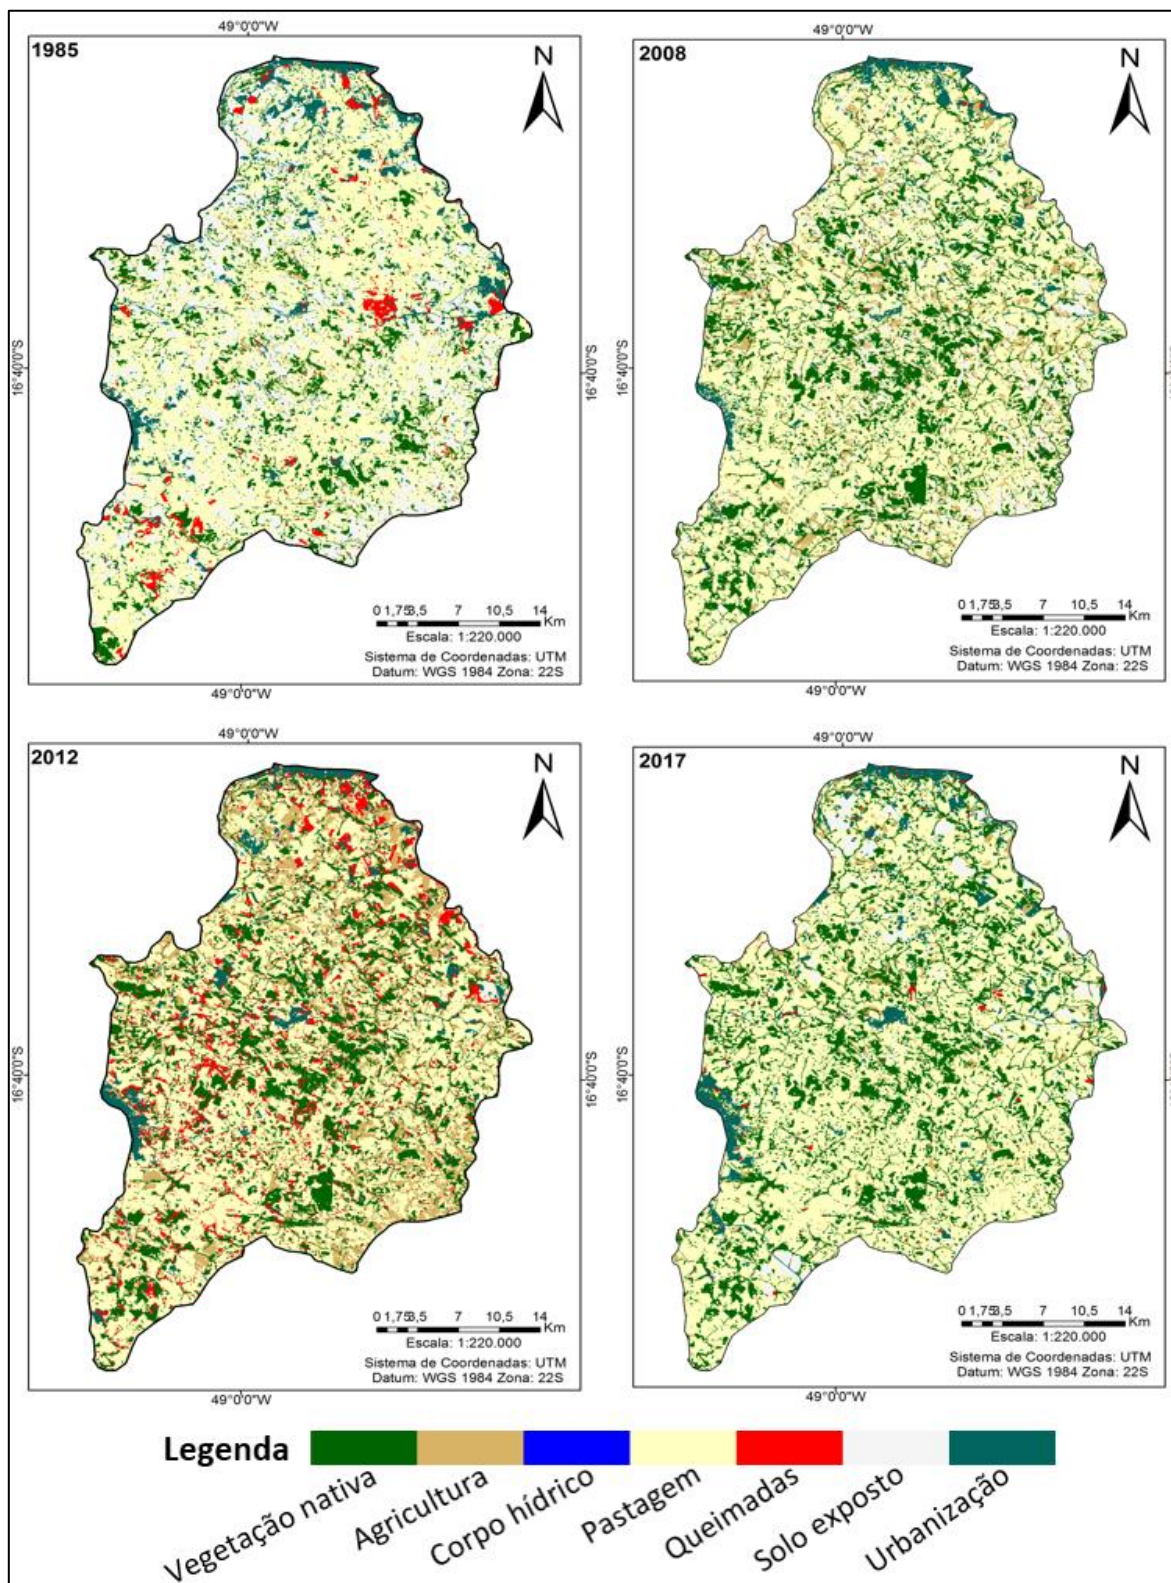 49°0'0"W
49°0'0"W
1985
N
2008
N
16°40'0"S
16°40'0"S
16°40'0"S
0 1,75 3,5 7 10,5 14
Km
Escala: 1:220.000
Sistema de Coordenadas: UTM
Datum: WGS 1984 Zona: 22S
0 1,75 3,5 7 10,5 14
Km
Escala: 1:220.000
Sistema de Coordenadas: UTM
Datum: WGS 1984 Zona: 22S
49°0'0"W
49°0'0"W
49°0'0"W
49°0'0"W
2012
N
2017
N
16°40'0"S
16°40'0"S
16°40'0"S
0 1,75 3,5 7 10,5 14
Km
Escala: 1:220.000
Sistema de Coordenadas: UTM
Datum: WGS 1984 Zona: 22S
0 1,75 3,5 7 10,5 14
Km
Escala: 1:220.000
Sistema de Coordenadas: UTM
Datum: WGS 1984 Zona: 22S
49°0'0"W
49°0'0"W
Legenda
Vegetação nativa
Agricultura
Corpo hídrico
Pastagem
Queimadas
Solo exposto
Urbanização